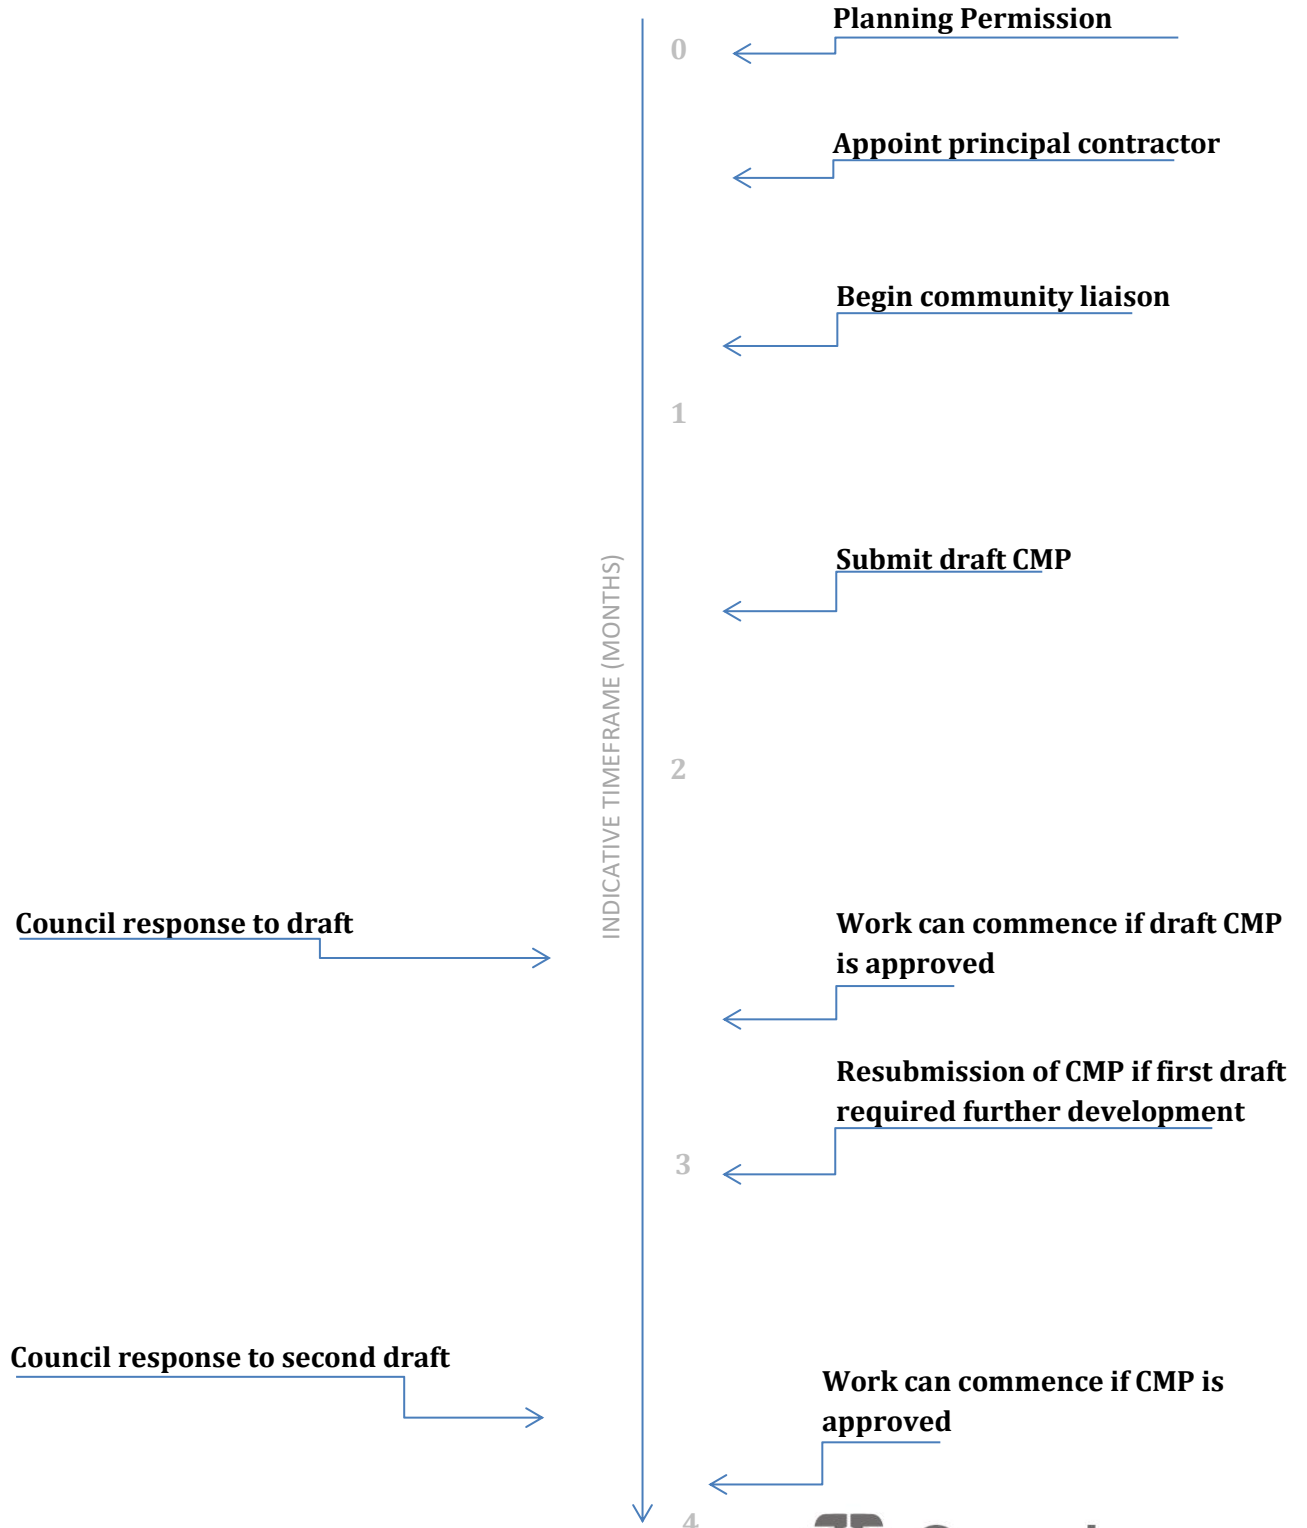 Planning Permission
0
Appoint principal contractor
Begin community liaison
1
Submit draft CMP
INDICATIVE TIMEFRAME (MONTHS)
2
Council response to draft
Work can commence if draft CMP
is approved
Resubmission of CMP if first draft
required further development
3
Council response to second draft
Work can commence if CMP is
approved
4